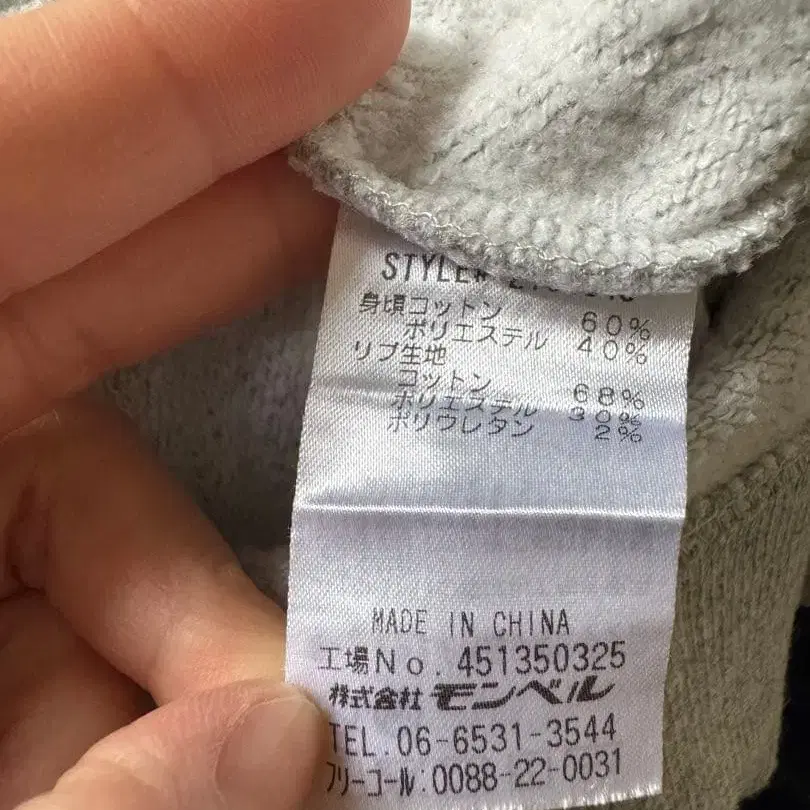 STYLE#
身頃コットン 60%
ポリエステル 40%
リブ生地
コットン 68%
ポリエステル 30%
ポリウレタン 2%
MADE IN CHINA
工場No. 451350325
株式会社モンベル
TEL.06-6531-3544
フリーコール:0088-22-0031